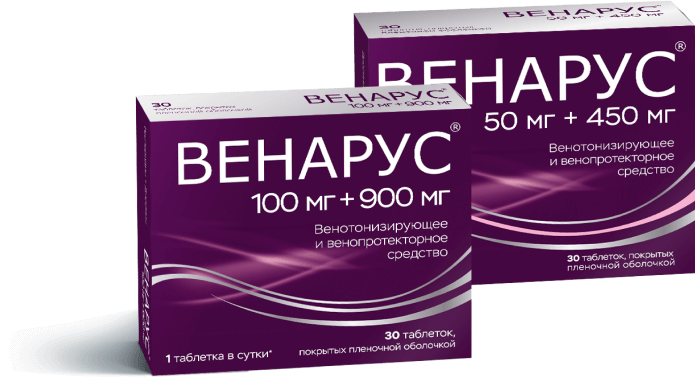 30
ВЕНАРУС
50 мг + 450 мг
ВЕНАРУС®
50 мг + 450 мг
Венотонизирующее
и венопротекторное
средство
30 таблеток, покрытых
пленочной оболочкой
30
ВЕНАРУС
100 мг + 900 мг
ВЕНАРУС®
100 мг + 900 мг
Венотонизирующее
и венопротекторное
средство
30 таблеток,
покрытых пленочной оболочкой
1 таблетка в сутки*
ВЕНАРУС